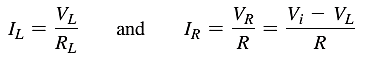 I_L = V_L / R_L and I_R = V_R / R = (V_i − V_L) / R